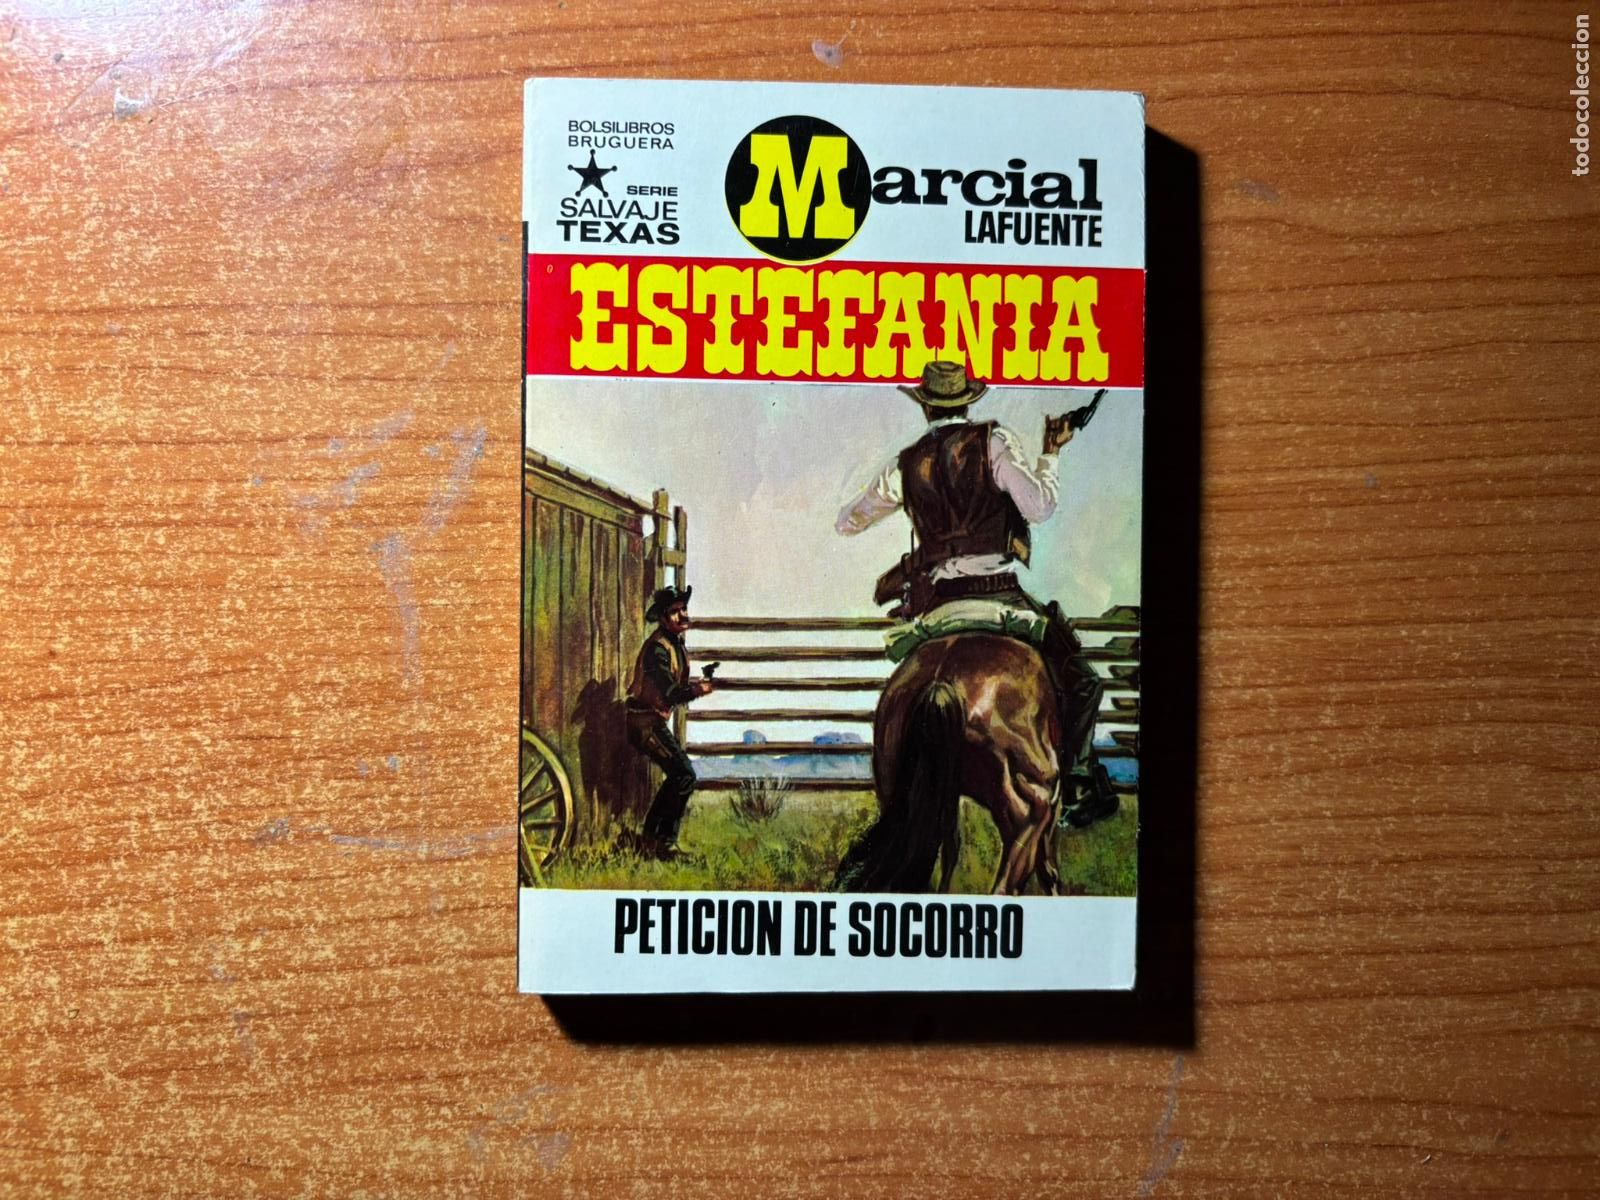 BOLSILIBROS
BRUGUERA
SERIE
SALVAJE
TEXAS
Marcial
LAFUENTE
ESTEFANIA
PETICION DE SOCORRO
todocoleccion